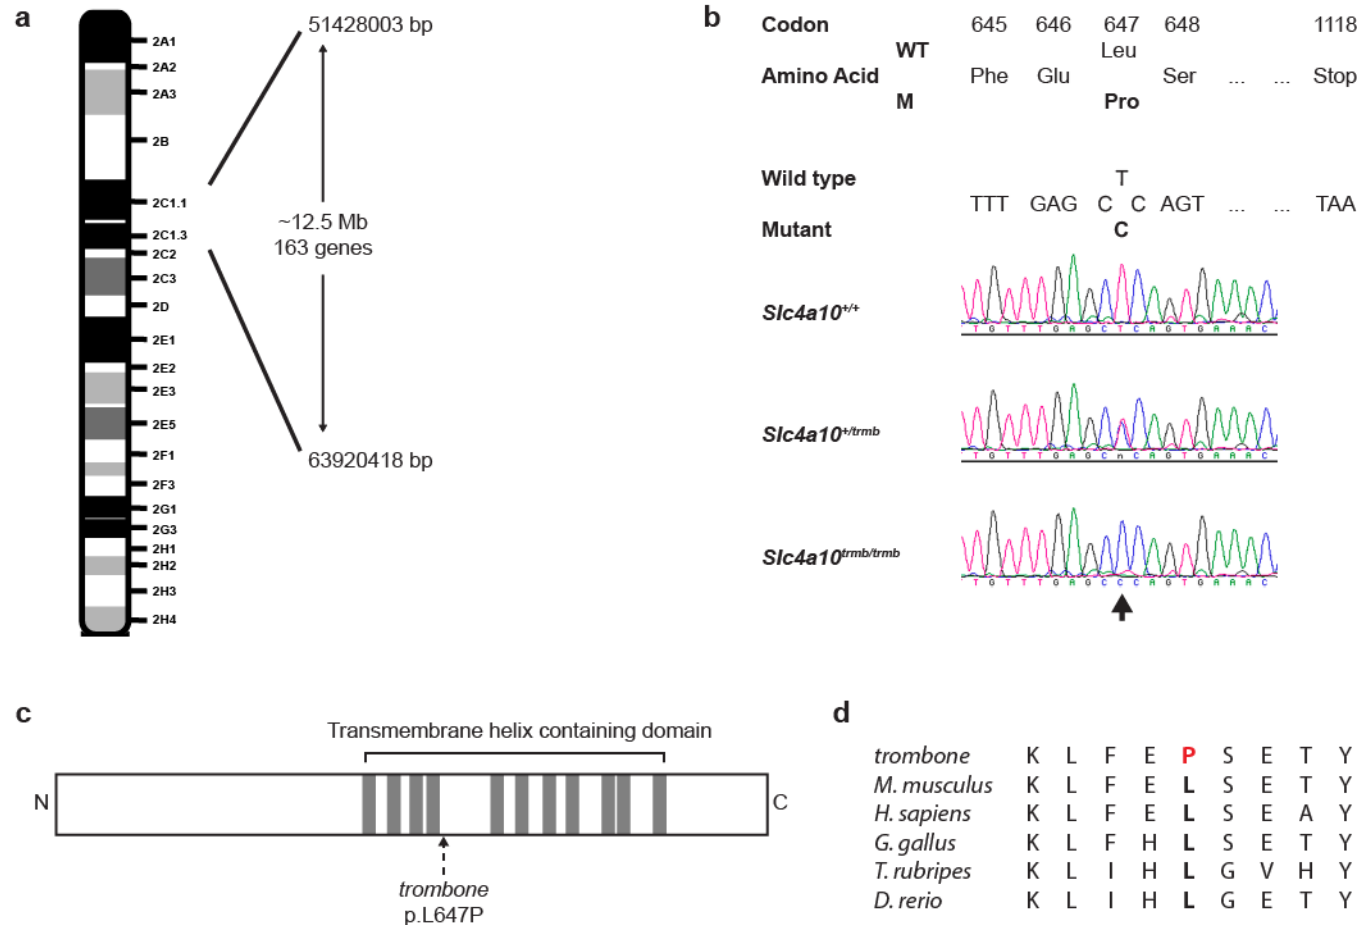 a
2A1
2A2
2A3
2B
2C1.1
2C1.3
2C2
2C3
2D
2E1
2E2
2E3
2E5
2F1
2F3
2G1
2G3
2H1
2H2
2H3
2H4
51428003 bp
~12.5 Mb
163 genes
63920418 bp
b
Codon 645 646 647 648 1118
WT Leu
Amino Acid Phe Glu Ser ... ... Stop
M Pro
Wild type T
TTT GAG C C AGT ... ... TAA
Mutant C
Slc4a10+/+
T G T T T G A G C T C A G T G A A A C
Slc4a10+/trmb
T G T T T G A G C n C A G T G A A A C
Slc4a10trmb/trmb
T G T T T G A G C C C A G T G A A A C
c
Transmembrane helix containing domain
N C
trombone
p.L647P
d
trombone K L F E P S E T Y
M. musculus K L F E L S E T Y
H. sapiens K L F E L S E A Y
G. gallus K L F H L S E T Y
T. rubripes K L I H L G V H Y
D. rerio K L I H L G E T Y